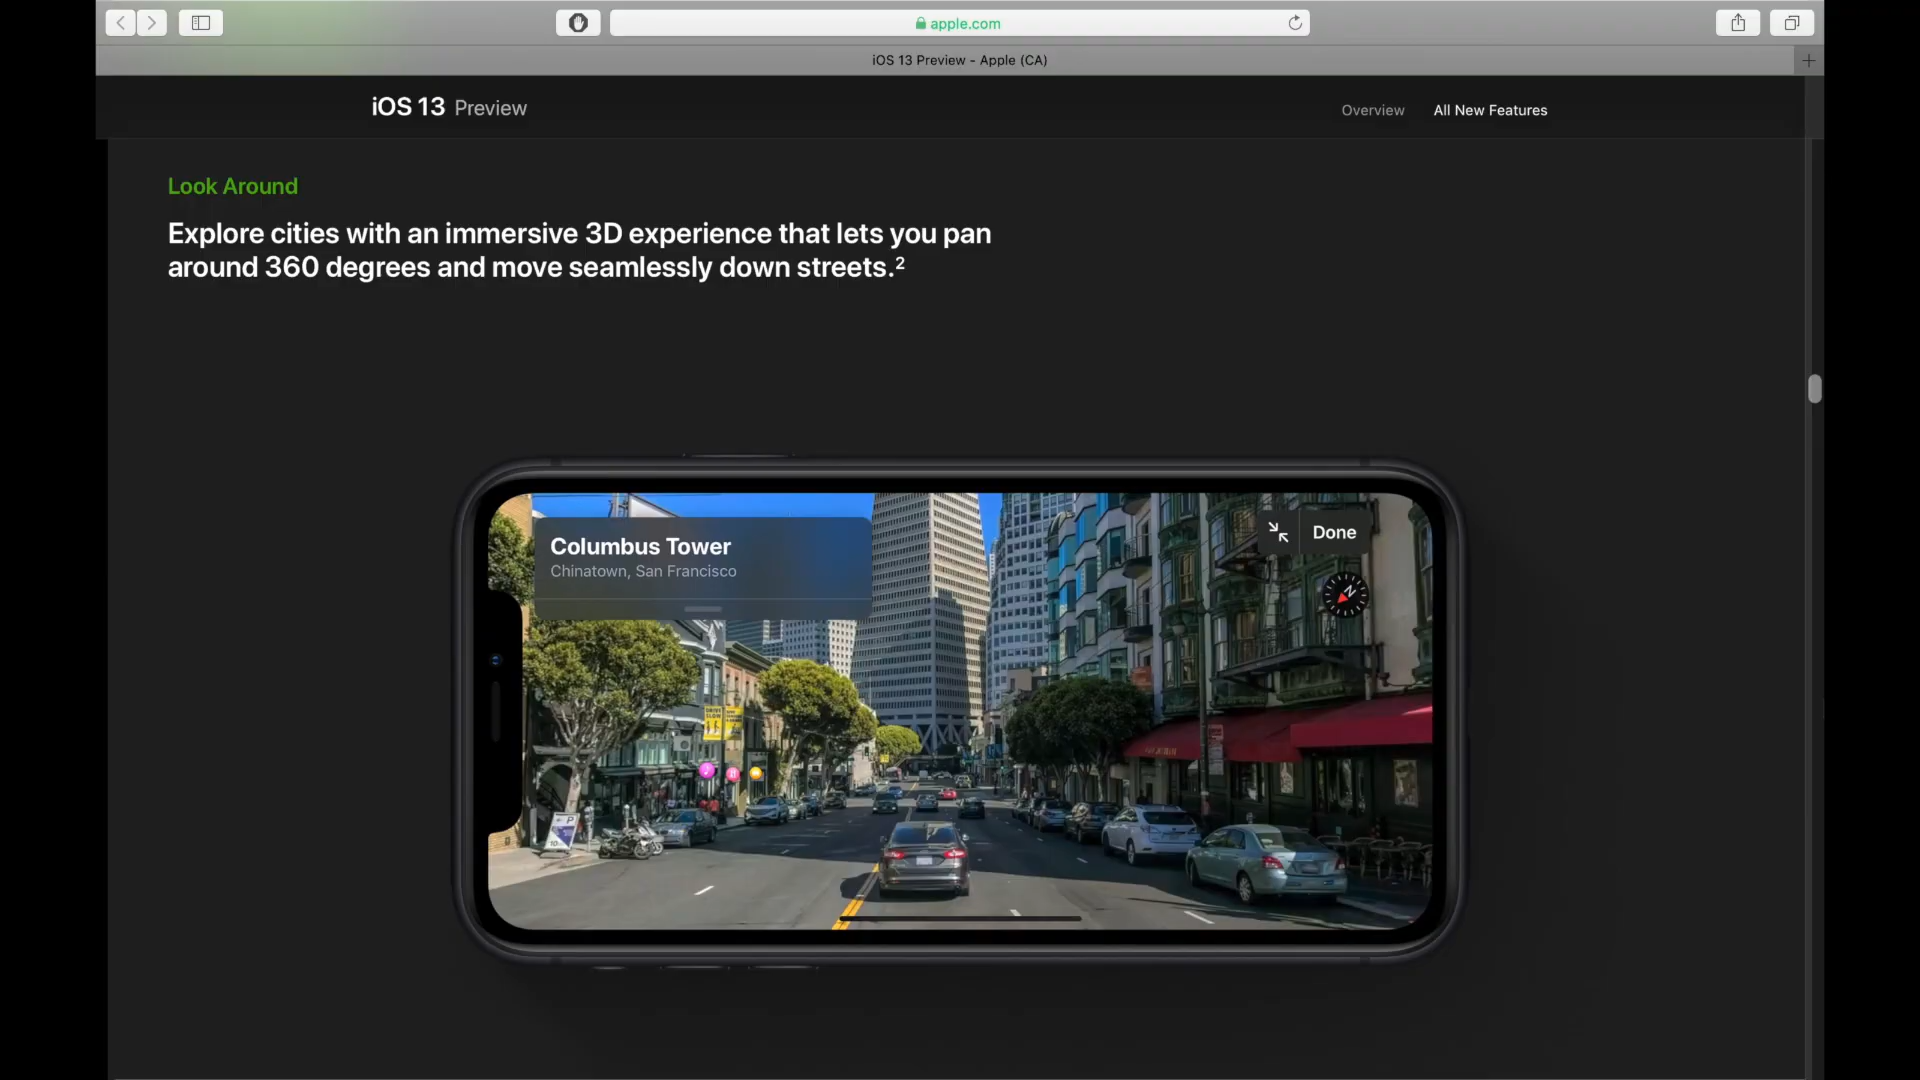 apple.com
iOS 13 Preview - Apple (CA)
iOS 13 Preview
Overview
All New Features
Look Around
Explore cities with an immersive 3D experience that lets you pan
around 360 degrees and move seamlessly down streets.²
Columbus Tower
Chinatown, San Francisco
Done
N
P